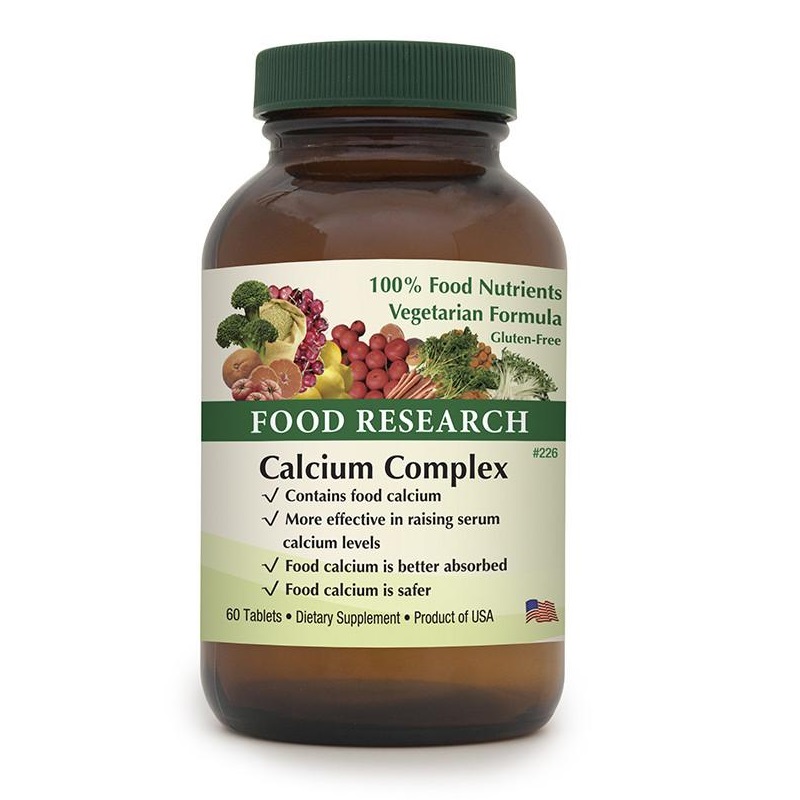 100% Food Nutrients
Vegetarian Formula
Gluten-Free
FOOD RESEARCH
#226
Calcium Complex
√ Contains food calcium
√ More effective in raising serum
calcium levels
√ Food calcium is better absorbed
√ Food calcium is safer
60 Tablets • Dietary Supplement • Product of USA